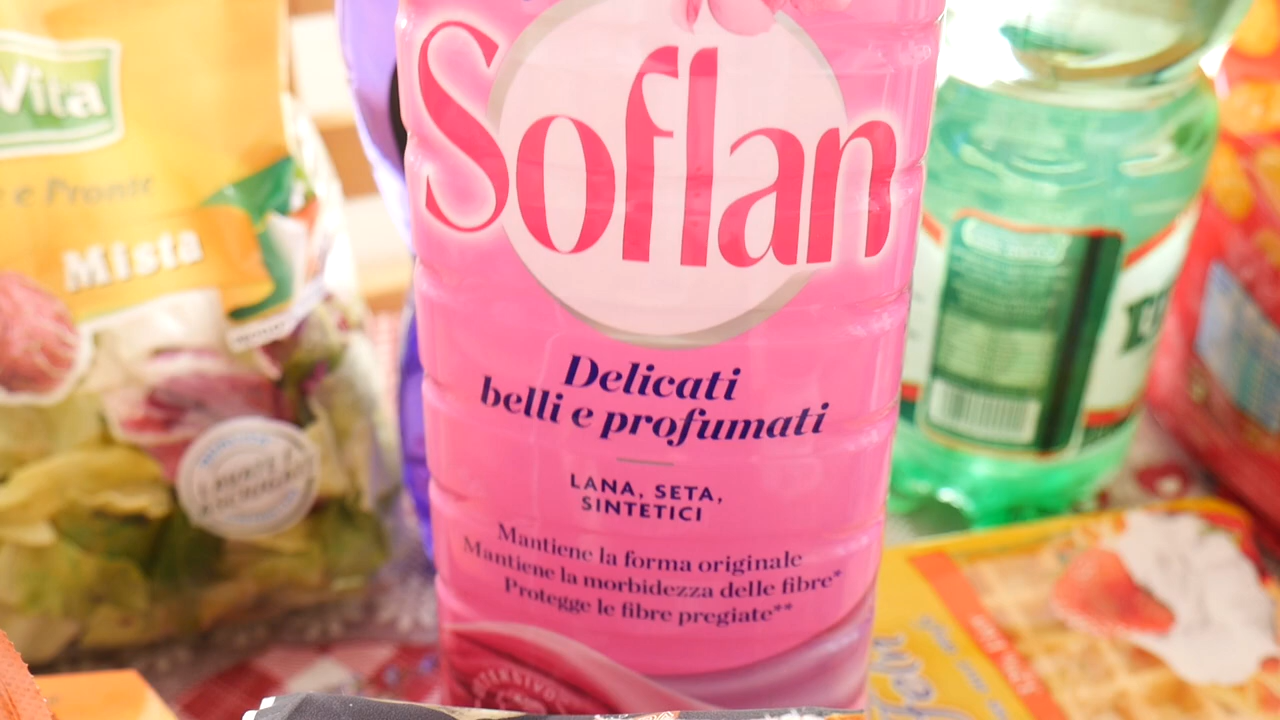 Vita
e Pronte
Mista
Soflan
Delicati
belli e profumati
LANA, SETA,
SINTETICI
Mantiene la forma originale
Mantiene la morbidezza delle fibre*
Protegge le fibre pregiate**